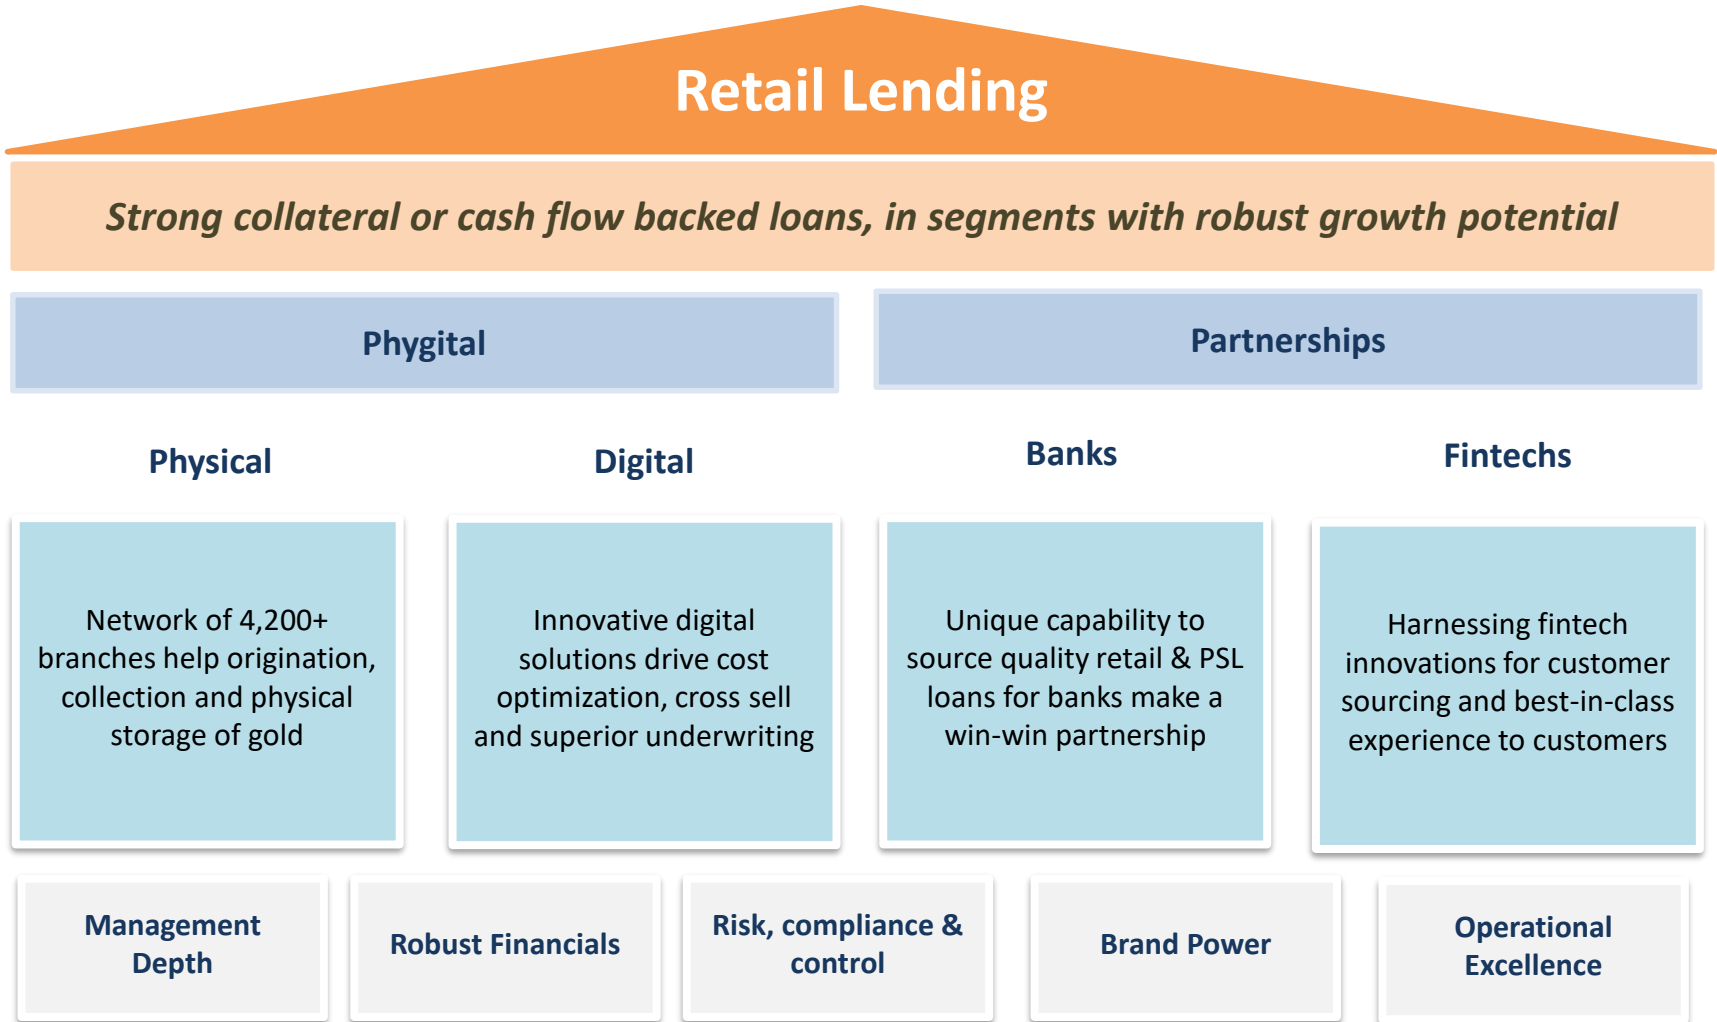 Retail Lending
Strong collateral or cash flow backed loans, in segments with robust growth potential
Phygital
Partnerships
Physical
Digital
Banks
Fintechs
Network of 4,200+
branches help origination,
collection and physical
storage of gold
Innovative digital
solutions drive cost
optimization, cross sell
and superior underwriting
Unique capability to
source quality retail & PSL
loans for banks make a
win-win partnership
Harnessing fintech
innovations for customer
sourcing and best-in-class
experience to customers
Management
Depth
Robust Financials
Risk, compliance &
control
Brand Power
Operational
Excellence